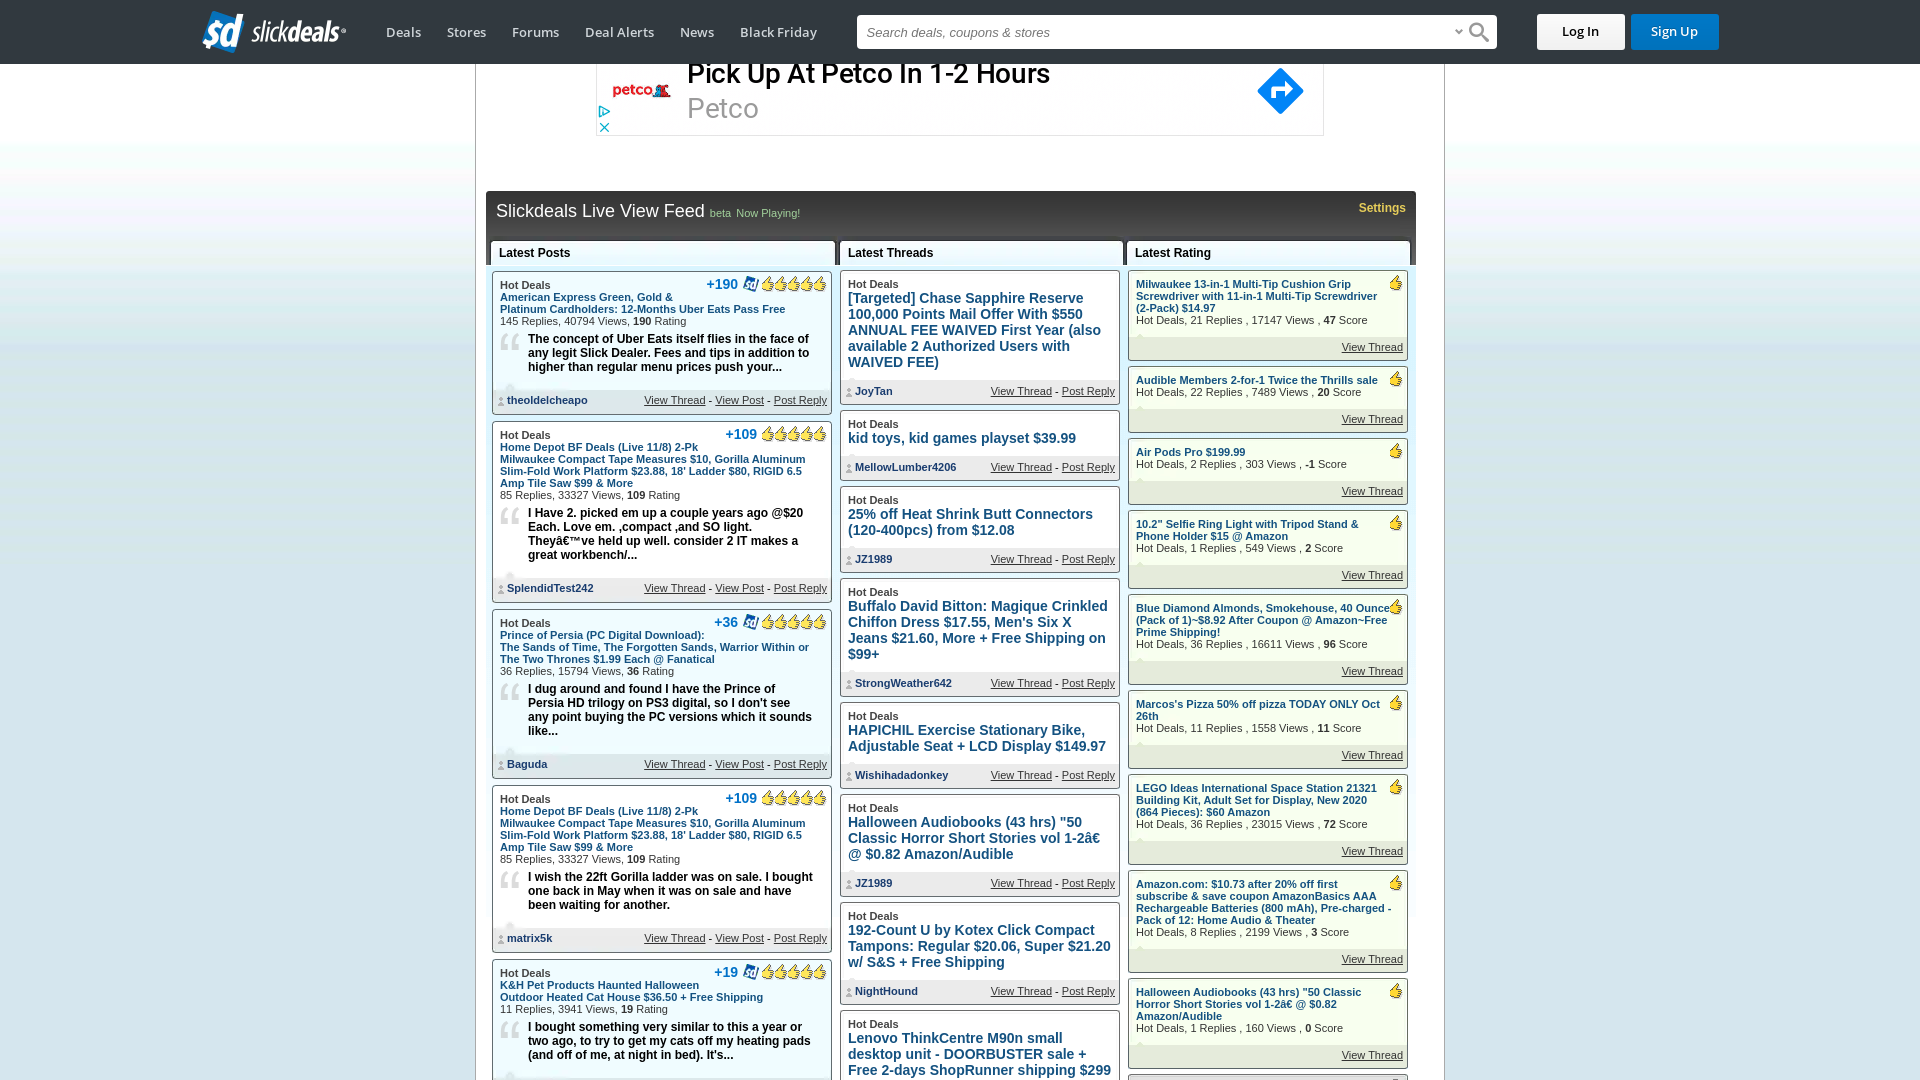 slickdeals
Deals
Stores
Forums
Deal Alerts
News
Black Friday
Search deals, coupons & stores
Log In
Sign Up
petco
Pick Up At Petco In 1-2 Hours
Petco
Slickdeals Live View Feed beta Now Playing!
Settings
Latest Posts
Hot Deals
+190
American Express Green, Gold &
Platinum Cardholders: 12-Months Uber Eats Pass Free
145 Replies, 40794 Views, 190 Rating
The concept of Uber Eats itself flies in the face of
any legit Slick Dealer. Fees and tips in addition to
higher than regular menu prices push your...
theoldelcheapo
View Thread - View Post - Post Reply
Hot Deals
+109
Home Depot BF Deals (Live 11/8) 2-Pk
Milwaukee Compact Tape Measures $10, Gorilla Aluminum
Slim-Fold Work Platform $23.88, 18' Ladder $80, RIGID 6.5
Amp Tile Saw $99 & More
85 Replies, 33327 Views, 109 Rating
I Have 2. picked em up a couple years ago @$20
Each. Love em. ,compact ,and SO light.
Theyâ€™ve held up well. consider 2 IT makes a
great workbench/...
SplendidTest242
View Thread - View Post - Post Reply
Hot Deals
+36
Prince of Persia (PC Digital Download):
The Sands of Time, The Forgotten Sands, Warrior Within or
The Two Thrones $1.99 Each @ Fanatical
36 Replies, 15794 Views, 36 Rating
I dug around and found I have the Prince of
Persia HD trilogy on PS3 digital, so I don't see
any point buying the PC versions which it sounds
like...
Baguda
View Thread - View Post - Post Reply
Hot Deals
+109
Home Depot BF Deals (Live 11/8) 2-Pk
Milwaukee Compact Tape Measures $10, Gorilla Aluminum
Slim-Fold Work Platform $23.88, 18' Ladder $80, RIGID 6.5
Amp Tile Saw $99 & More
85 Replies, 33327 Views, 109 Rating
I wish the 22ft Gorilla ladder was on sale. I bought
one back in May when it was on sale and have
been waiting for another.
matrix5k
View Thread - View Post - Post Reply
Hot Deals
+19
K&H Pet Products Haunted Halloween
Outdoor Heated Cat House $36.50 + Free Shipping
11 Replies, 3941 Views, 19 Rating
I bought something very similar to this a year or
two ago, to try to get my cats off my heating pads
(and off of me, at night in bed). It's...
Latest Threads
Hot Deals
[Targeted] Chase Sapphire Reserve
100,000 Points Mail Offer With $550
ANNUAL FEE WAIVED First Year (also
available 2 Authorized Users with
WAIVED FEE)
JoyTan
View Thread - Post Reply
Hot Deals
kid toys, kid games playset $39.99
MellowLumber4206
View Thread - Post Reply
Hot Deals
25% off Heat Shrink Butt Connectors
(120-400pcs) from $12.08
JZ1989
View Thread - Post Reply
Hot Deals
Buffalo David Bitton: Magique Crinkled
Chiffon Dress $17.55, Men's Six X
Jeans $21.60, More + Free Shipping on
$99+
StrongWeather642
View Thread - Post Reply
Hot Deals
HAPICHIL Exercise Stationary Bike,
Adjustable Seat + LCD Display $149.97
Wishihadadonkey
View Thread - Post Reply
Hot Deals
Halloween Audiobooks (43 hrs) "50
Classic Horror Short Stories vol 1-2â€
@ $0.82 Amazon/Audible
JZ1989
View Thread - Post Reply
Hot Deals
192-Count U by Kotex Click Compact
Tampons: Regular $20.06, Super $21.20
w/ S&S + Free Shipping
NightHound
View Thread - Post Reply
Hot Deals
Lenovo ThinkCentre M90n small
desktop unit - DOORBUSTER sale +
Free 2-days ShopRunner shipping $299
Latest Rating
Milwaukee 13-in-1 Multi-Tip Cushion Grip
Screwdriver with 11-in-1 Multi-Tip Screwdriver
(2-Pack) $14.97
Hot Deals, 21 Replies , 17147 Views , 47 Score
View Thread
Audible Members 2-for-1 Twice the Thrills sale
Hot Deals, 22 Replies , 7489 Views , 20 Score
View Thread
Air Pods Pro $199.99
Hot Deals, 2 Replies , 303 Views , -1 Score
View Thread
10.2" Selfie Ring Light with Tripod Stand &
Phone Holder $15 @ Amazon
Hot Deals, 1 Replies , 549 Views , 2 Score
View Thread
Blue Diamond Almonds, Smokehouse, 40 Ounce
(Pack of 1)~$8.92 After Coupon @ Amazon~Free
Prime Shipping!
Hot Deals, 36 Replies , 16611 Views , 96 Score
View Thread
Marcos's Pizza 50% off pizza TODAY ONLY Oct
26th
Hot Deals, 11 Replies , 1558 Views , 11 Score
View Thread
LEGO Ideas International Space Station 21321
Building Kit, Adult Set for Display, New 2020
(864 Pieces): $60 Amazon
Hot Deals, 36 Replies , 23015 Views , 72 Score
View Thread
Amazon.com: $10.73 after 20% off first
subscribe & save coupon AmazonBasics AAA
Rechargeable Batteries (800 mAh), Pre-charged -
Pack of 12: Home Audio & Theater
Hot Deals, 8 Replies , 2199 Views , 3 Score
View Thread
Halloween Audiobooks (43 hrs) "50 Classic
Horror Short Stories vol 1-2â€ @ $0.82
Amazon/Audible
Hot Deals, 1 Replies , 160 Views , 0 Score
View Thread